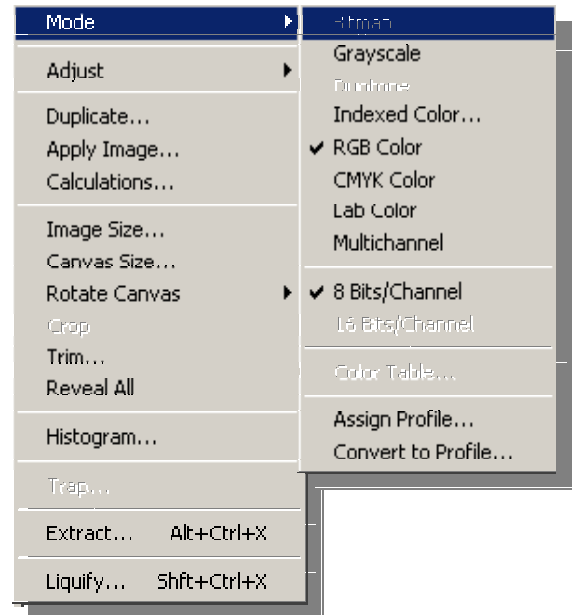 Mode
Adjust
Duplicate...
Apply Image...
Calculations...
Image Size...
Canvas Size...
Rotate Canvas
Crop
Trim...
Reveal All
Histogram...
Trap...
Extract... Alt+Ctrl+X
Liquify... Shft+Ctrl+X
Bitmap
Grayscale
Duotone
Indexed Color...
RGB Color
CMYK Color
Lab Color
Multichannel
8 Bits/Channel
16 Bits/Channel
Color Table...
Assign Profile...
Convert to Profile...